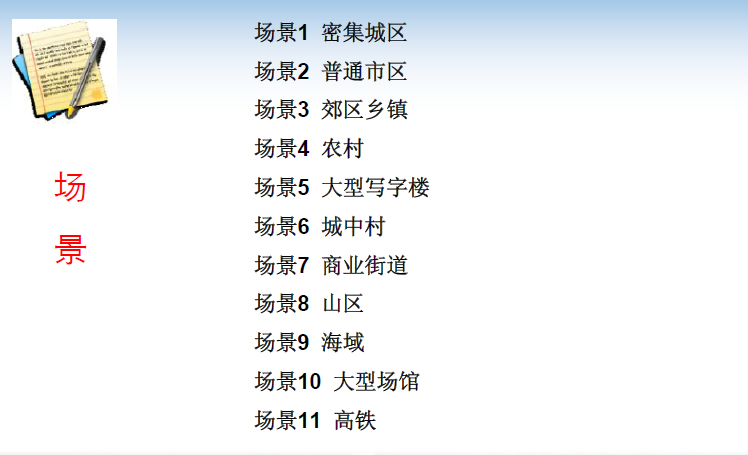 场景1 密集城区
场景2 普通市区
场景3 郊区乡镇
场景4 农村
场景5 大型写字楼
场景6 城中村
场景7 商业街道
场景8 山区
场景9 海域
场景10 大型场馆
场景11 高铁
场
景